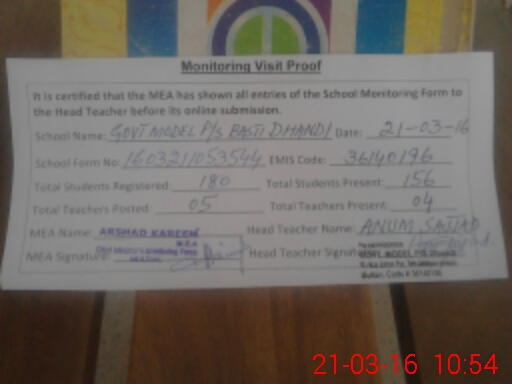 Monitoring Visit Proof
It is certified that the MEA has shown all entries of the School Monitoring Form to
the Head Teacher before its online submission.
School Name: GOVT MODEL P/S BASTI DHANDI Date: 21-03-16
School Form No: 1603211053544 EMIS Code: 36140196
Total Students Registered: 180 Total Students Present: 156
Total Teachers Posted: 05 Total Teachers Present: 04
MEA Name: ARSHAD KAREEM Head Teacher Name: ANUM SAJJAD
M.E.A
MEA Signature: Head Teacher Signature
21-03-16 10:54